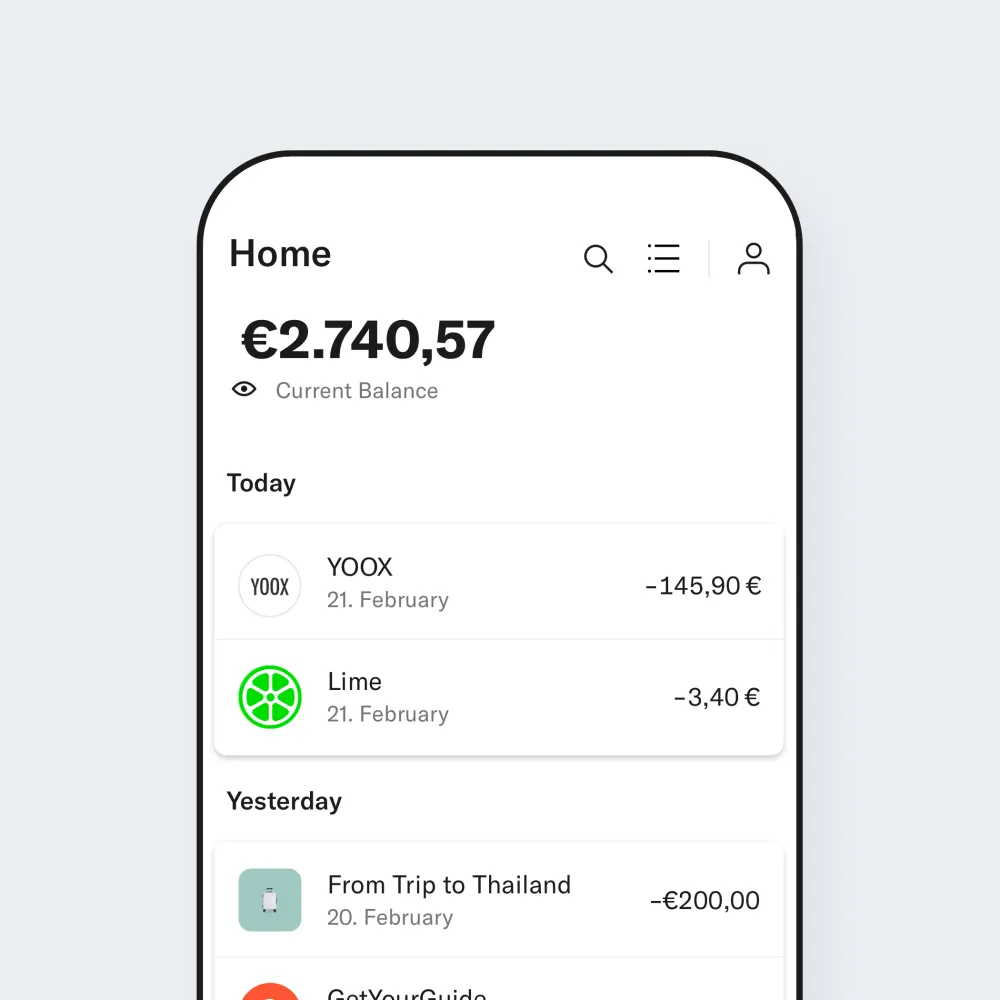 Home
€2.740,57
Current Balance
Today
YOOX
YOOX
21. February
-145,90 €
Lime
21. February
-3,40 €
Yesterday
From Trip to Thailand
20. February
-€200,00
GetYourGuide